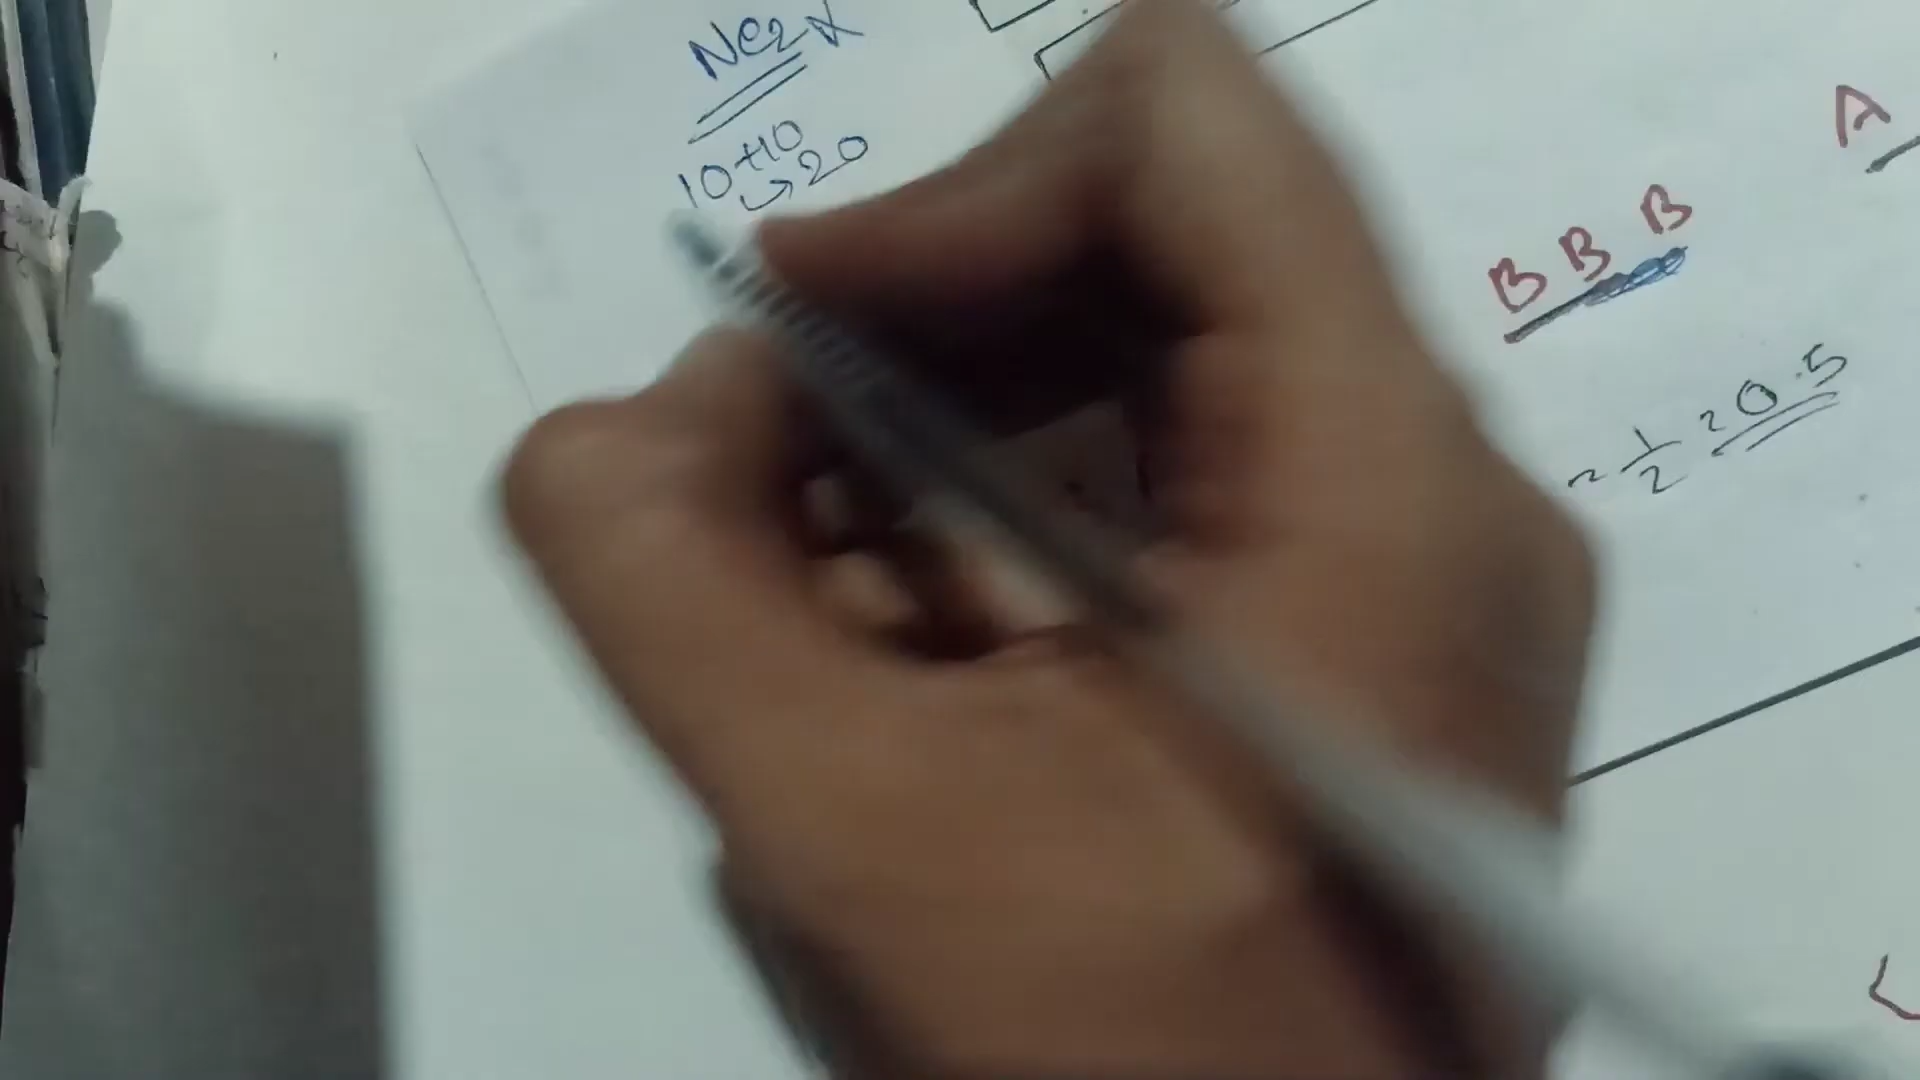 Ne₂ X
10+10
→ 20
A
B B B
~ 1/2 = 0.5